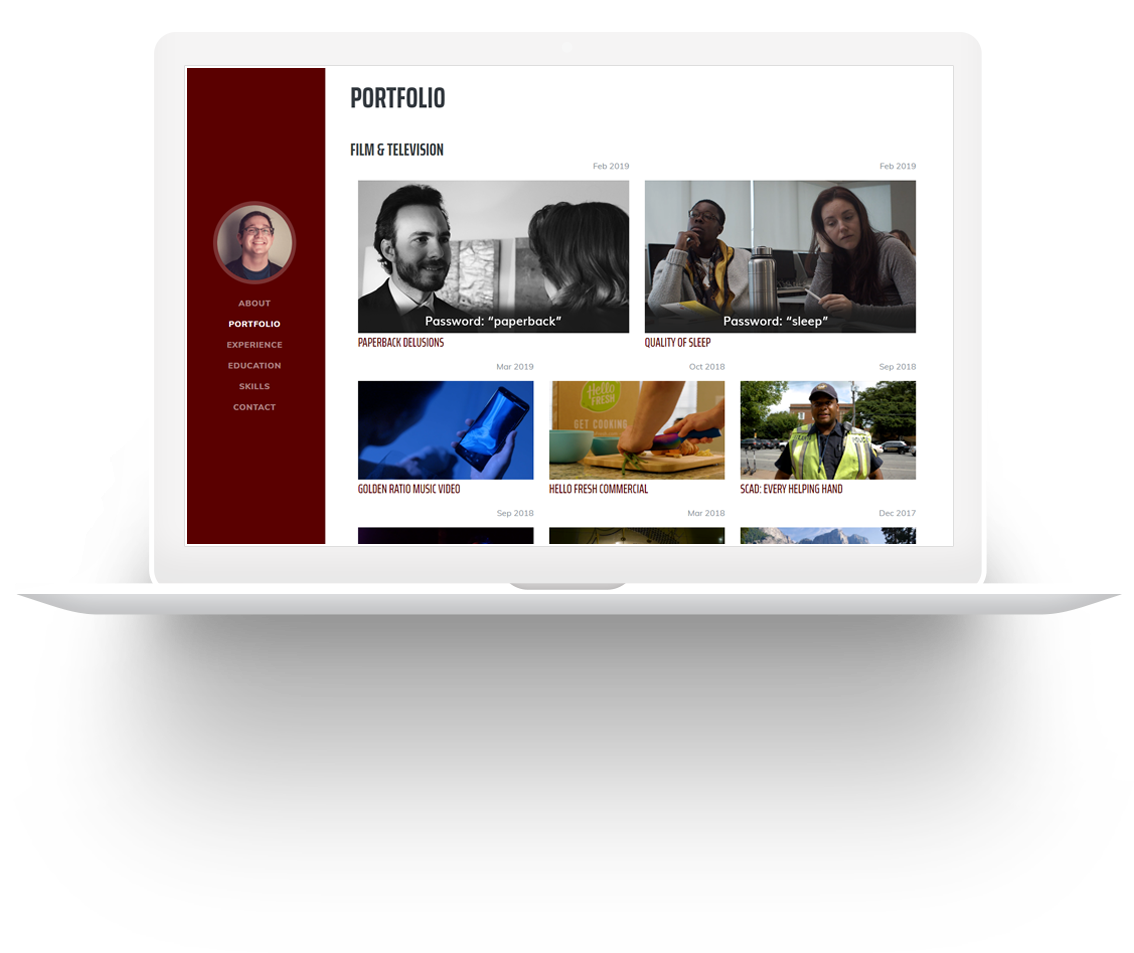 PORTFOLIO
FILM & TELEVISION
Feb 2019
Feb 2019
Password: “paperback”
Password: “sleep”
PAPERBACK DELUSIONS
QUALITY OF SLEEP
ABOUT
PORTFOLIO
EXPERIENCE
EDUCATION
SKILLS
CONTACT
Mar 2019
Oct 2018
Sep 2018
Hello
FRESH
GET COOKING
GOLDEN RATIO MUSIC VIDEO
HELLO FRESH COMMERCIAL
SCAD: EVERY HELPING HAND
Sep 2018
Mar 2018
Dec 2017